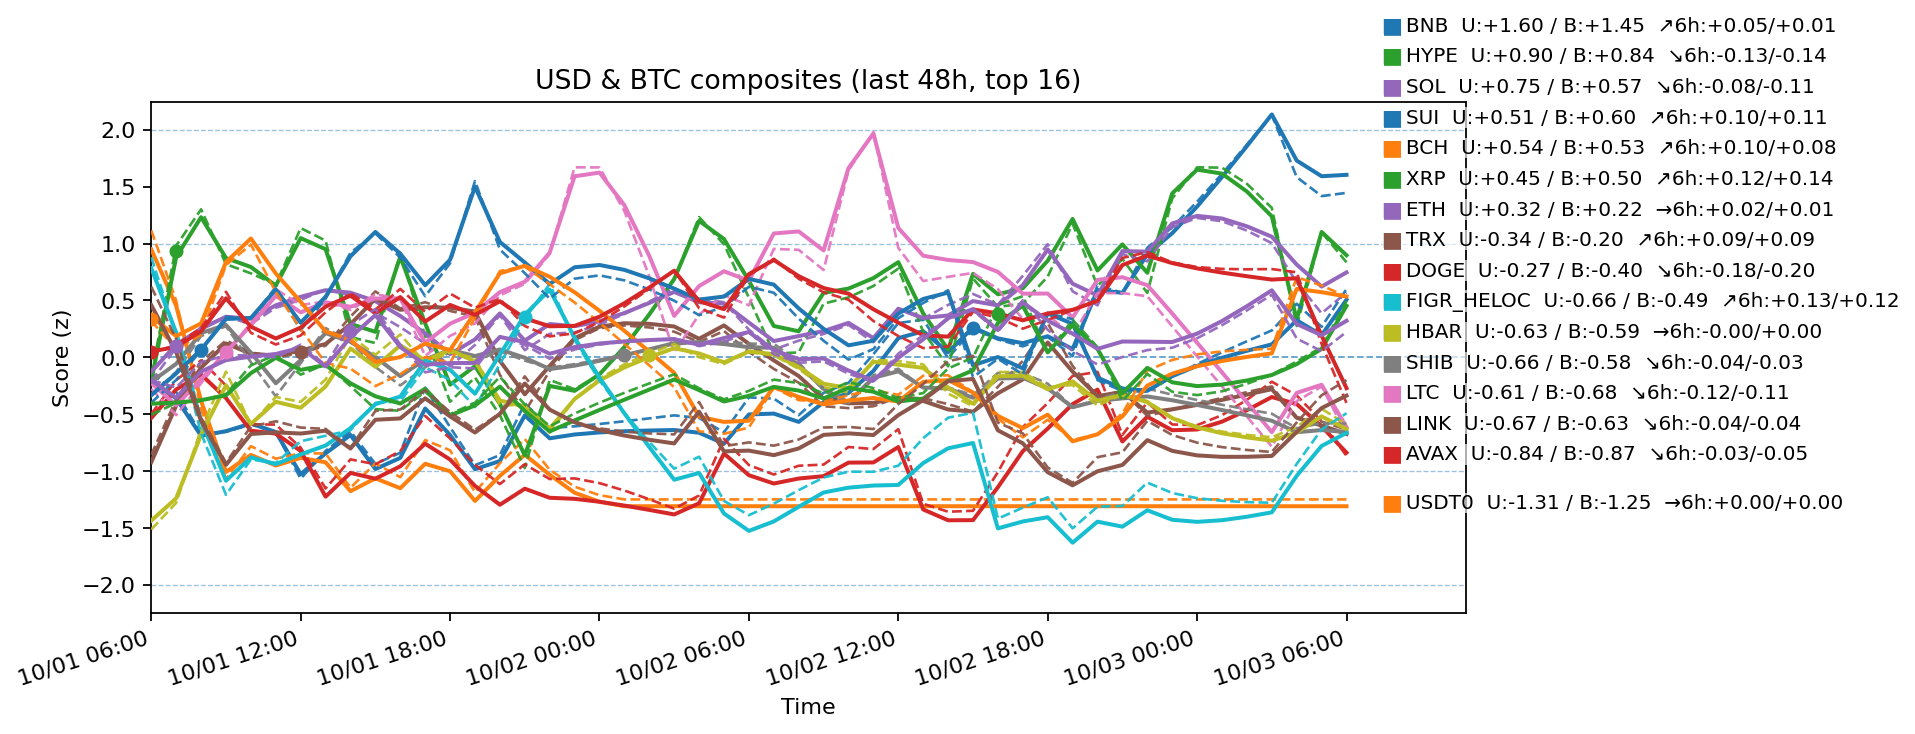 USD & BTC composites (last 48h, top 16)
BNB U:+1.60 / B:+1.45 ↗6h:+0.05/+0.01
HYPE U:+0.90 / B:+0.84 ↘6h:-0.13/-0.14
SOL U:+0.75 / B:+0.57 ↘6h:-0.08/-0.11
SUI U:+0.51 / B:+0.60 ↗6h:+0.10/+0.11
BCH U:+0.54 / B:+0.53 ↗6h:+0.10/+0.08
XRP U:+0.45 / B:+0.50 ↗6h:+0.12/+0.14
ETH U:+0.32 / B:+0.22 →6h:+0.02/+0.01
TRX U:-0.34 / B:-0.20 ↗6h:+0.09/+0.09
DOGE U:-0.27 / B:-0.40 ↘6h:-0.18/-0.20
FIGR_HELOC U:-0.66 / B:-0.49 ↗6h:+0.13/+0.12
HBAR U:-0.63 / B:-0.59 →6h:-0.00/+0.00
SHIB U:-0.66 / B:-0.58 ↘6h:-0.04/-0.03
LTC U:-0.61 / B:-0.68 ↘6h:-0.12/-0.11
LINK U:-0.67 / B:-0.63 ↘6h:-0.04/-0.04
AVAX U:-0.84 / B:-0.87 ↘6h:-0.03/-0.05
USDT0 U:-1.31 / B:-1.25 →6h:+0.00/+0.00
Score (z)
2.0
1.5
1.0
0.5
0.0
−0.5
−1.0
−1.5
−2.0
10/01 06:00
10/01 12:00
10/01 18:00
10/02 00:00
10/02 06:00
10/02 12:00
10/02 18:00
10/03 00:00
10/03 06:00
Time